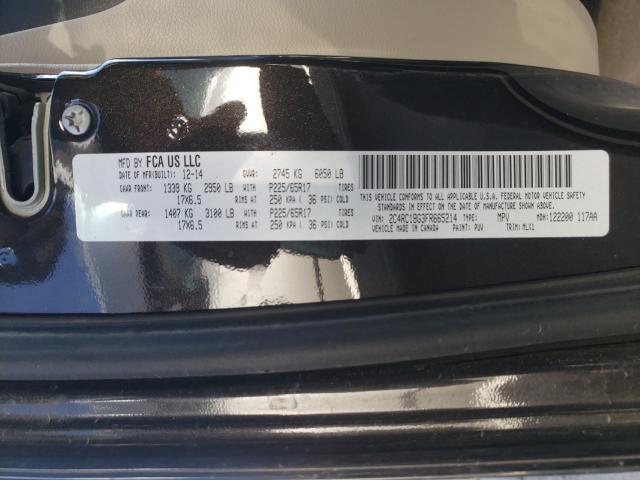 MFD BY FCA US LLC
DATE OF MFR(BUILT): 12-14 GVWR: 2745 KG 6050 LB
GAWR FRONT: 1339 KG 2950 LB WITH P225/65R17 TIRES
17X6.5 RIMS AT 250 KPA ( 36 PSI) COLD
GAWR REAR: 1407 KG 3100 LB WITH P225/65R17 TIRES
17X6.5 RIMS AT 250 KPA ( 36 PSI) COLD
THIS VEHICLE CONFORMS TO ALL APPLICABLE U.S.A. FEDERAL MOTOR VEHICLE SAFETY
STANDARDS IN EFFECT ON THE DATE OF MANUFACTURE SHOWN ABOVE.
VIN: 2C4RC1BG3FR665214 TYPE: MPV MDH: 122200 117AA
VEHICLE MADE IN CANADA PAINT: PUV TRIM: MLX1